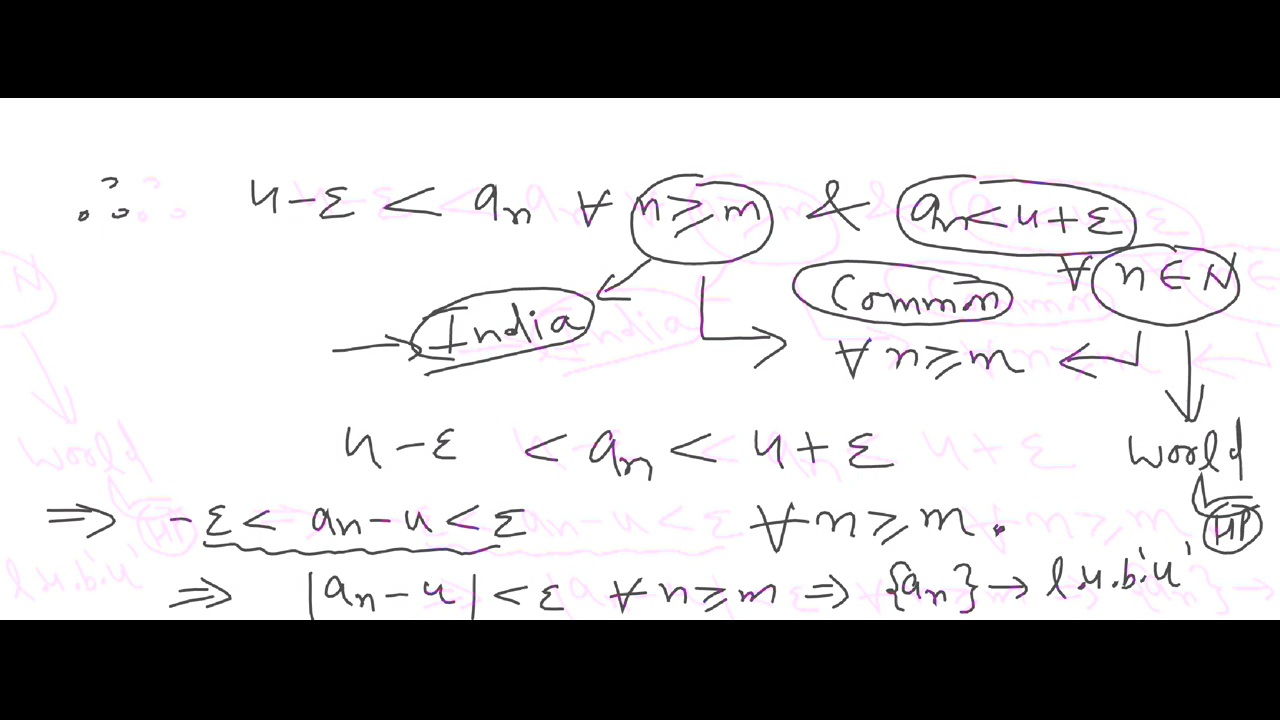 ∴ u-ε < aₙ ∀ n≥m & aₙ<u+ε
∀ n∈N
Common
India
∀ n≥m
u-ε < aₙ < u+ε
World
⇒ -ε < aₙ-u < ε ∀ n≥m.
HP
⇒ |aₙ-u| < ε ∀ n≥m ⇒ {aₙ} → l.u.b 'u'